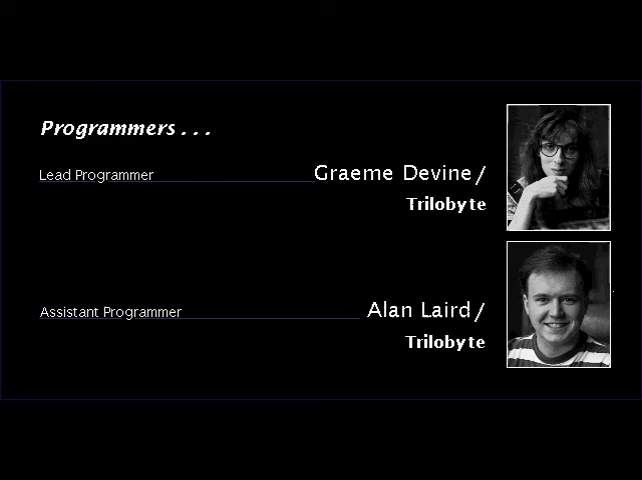 Programmers . . .
Lead Programmer Graeme Devine/
Trilobyte
Assistant Programmer Alan Laird/
Trilobyte